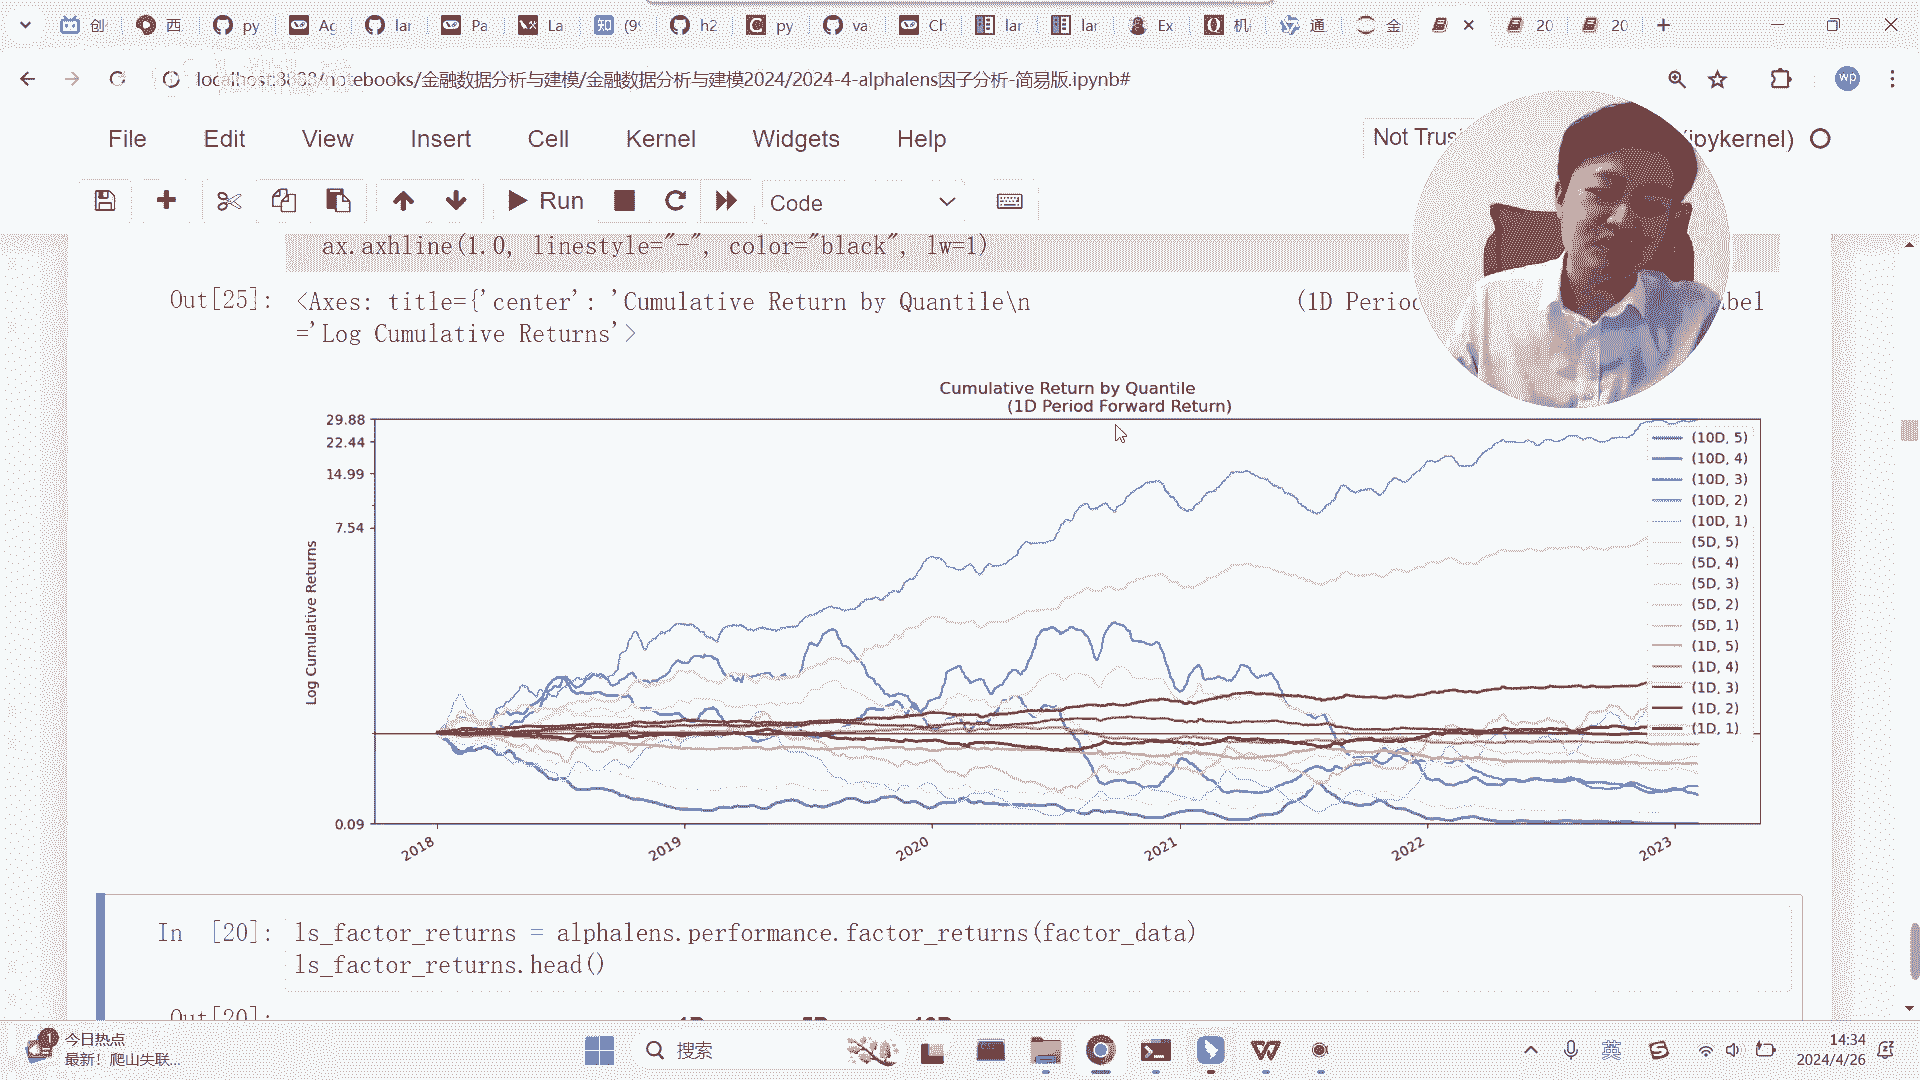 创
西
py
Ag
lar
Pa
La
(9
h2
py
va
Ch
lar
lar
Ex
机
通
金
20
20
localhost:8888/notebooks/金融数据分析与建模/金融数据分析与建模2024/2024-4-alphalens因子分析-简易版.ipynb#
wp
File Edit View Insert Cell Kernel Widgets Help
Not Trus
(ipykernel)
Run
Code
ax.axhline(1.0, linestyle="-", color="black", lw=1)
Out[25]: <Axes: title={'center': 'Cumulative Return by Quantile\n (1D Perio
='Log Cumulative Returns'>
Cumulative Return by Quantile
(1D Period Forward Return)
29.88
22.44
14.99
7.54
0.09
Log Cumulative Returns
(10D, 5)
(10D, 4)
(10D, 3)
(10D, 2)
(10D, 1)
(5D, 5)
(5D, 4)
(5D, 3)
(5D, 2)
(5D, 1)
(1D, 5)
(1D, 4)
(1D, 3)
(1D, 2)
(1D, 1)
2018
2019
2020
2021
2022
2023
In [20]: ls_factor_returns = alphalens.performance.factor_returns(factor_data)
ls_factor_returns.head()
Out[20]:
今日热点
最新！爬山失联...
搜索
英
14:34
2024/4/26